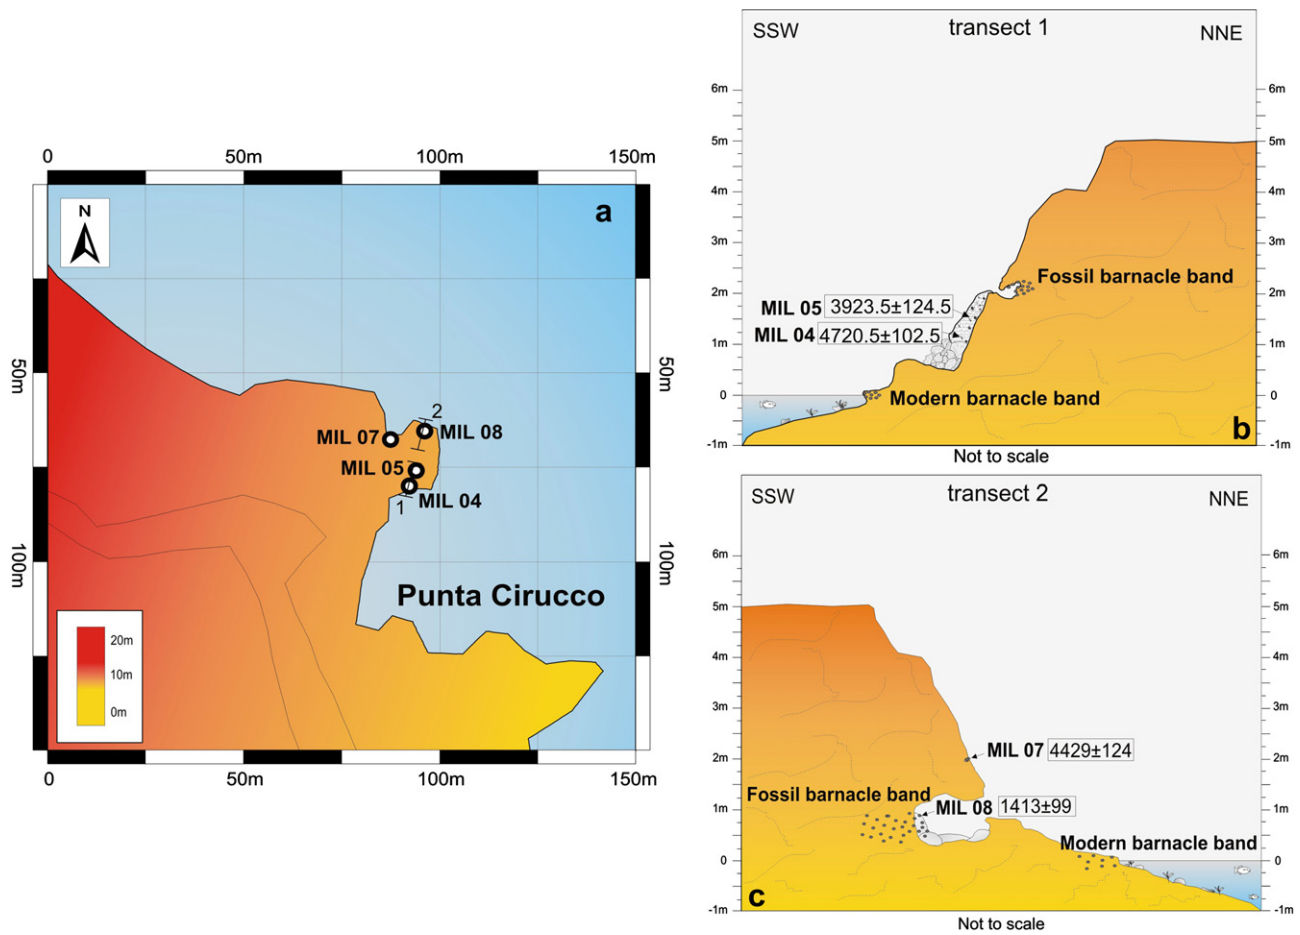 0 50m 100m 150m
N
a
50m
50m
2
MIL 07
MIL 08
MIL 05
MIL 04
1
100m
100m
Punta Cirucco
20m
10m
0m
0 50m 100m 150m
SSW transect 1 NNE
6m 6m
5m
5m
4m 4m
3m 3m
Fossil barnacle band
2m 2m
MIL 05 3923.5±124.5
MIL 04 4720.5±102.5
1m 1m
0 0
Modern barnacle band
b
-1m -1m
Not to scale
SSW transect 2 NNE
6m 6m
5m 5m
4m 4m
3m 3m
MIL 07 4429±124
2m 2m
Fossil barnacle band
MIL 08 1413±99
1m 1m
Modern barnacle band
0 0
c
-1m -1m
Not to scale